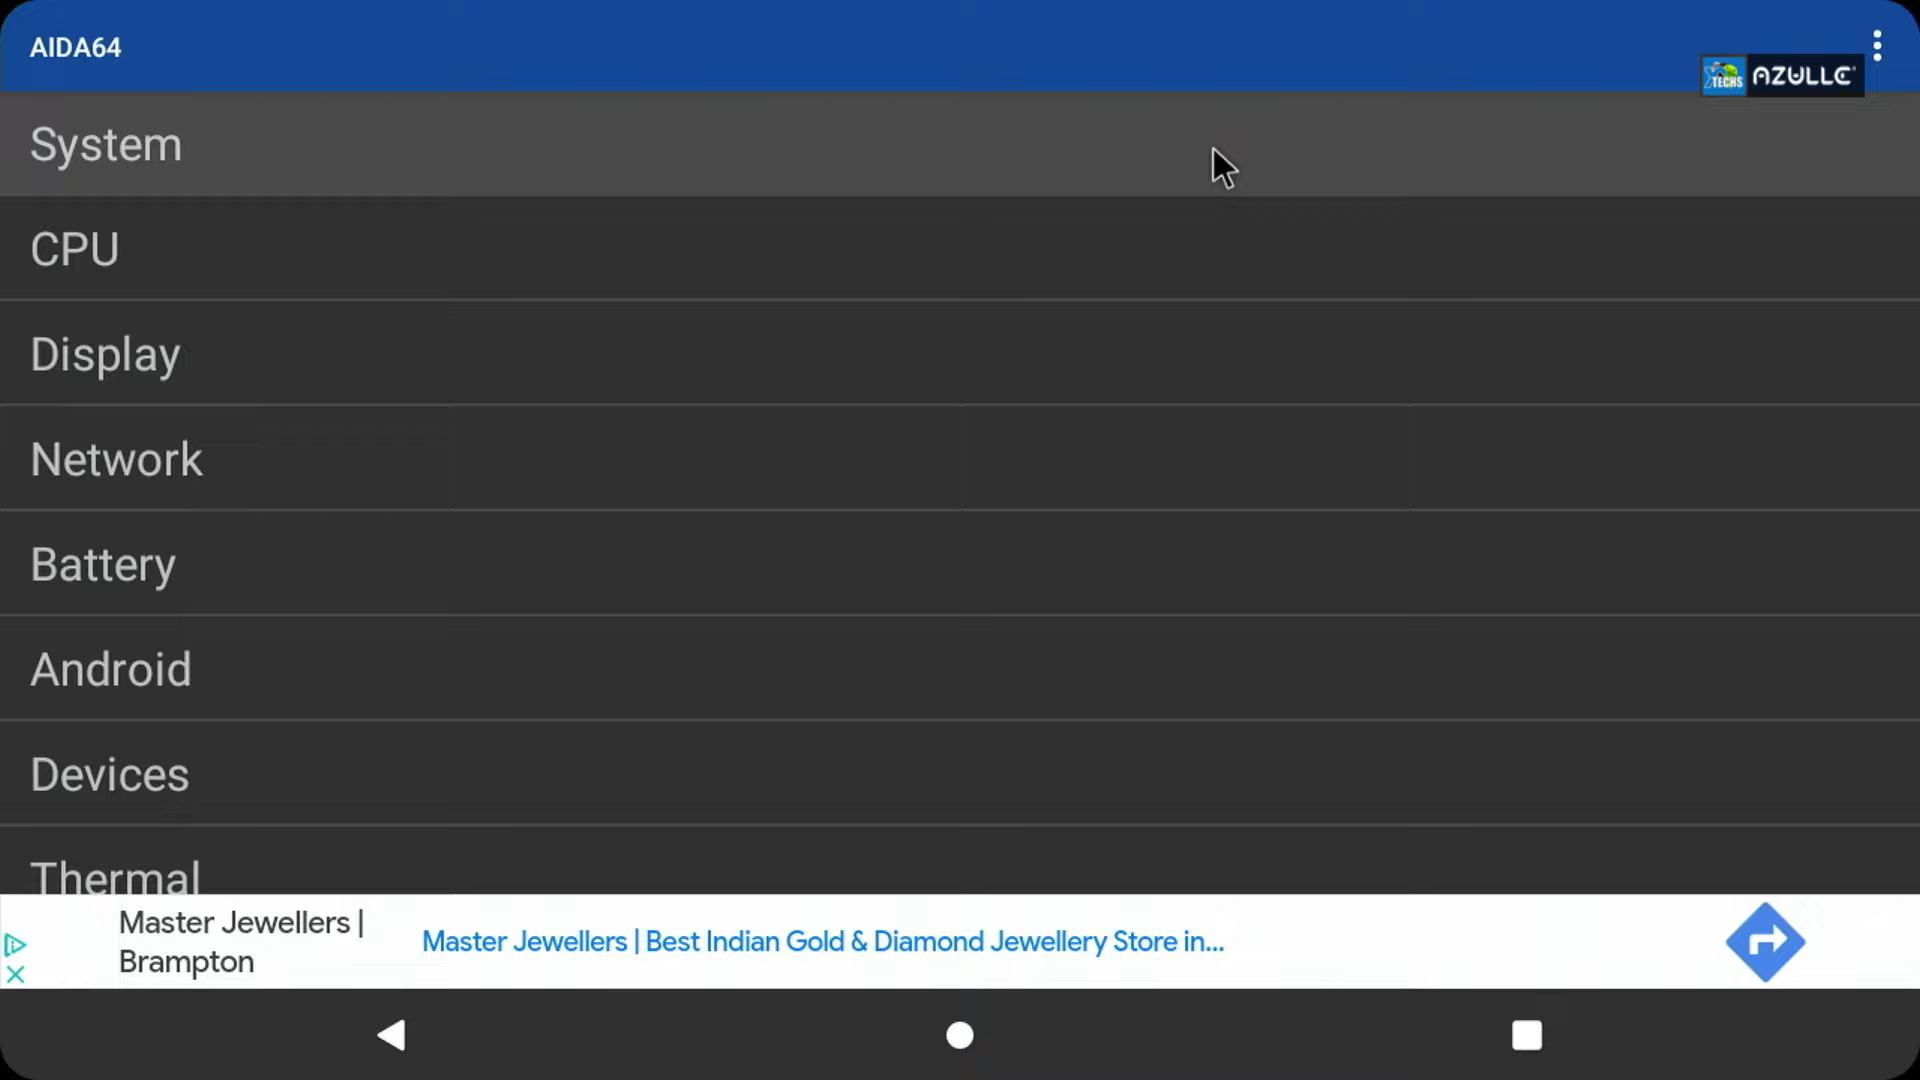 AIDA64
TECHS AZULLE
System
CPU
Display
Network
Battery
Android
Devices
Thermal
Master Jewellers |
Brampton
Master Jewellers | Best Indian Gold & Diamond Jewellery Store in...